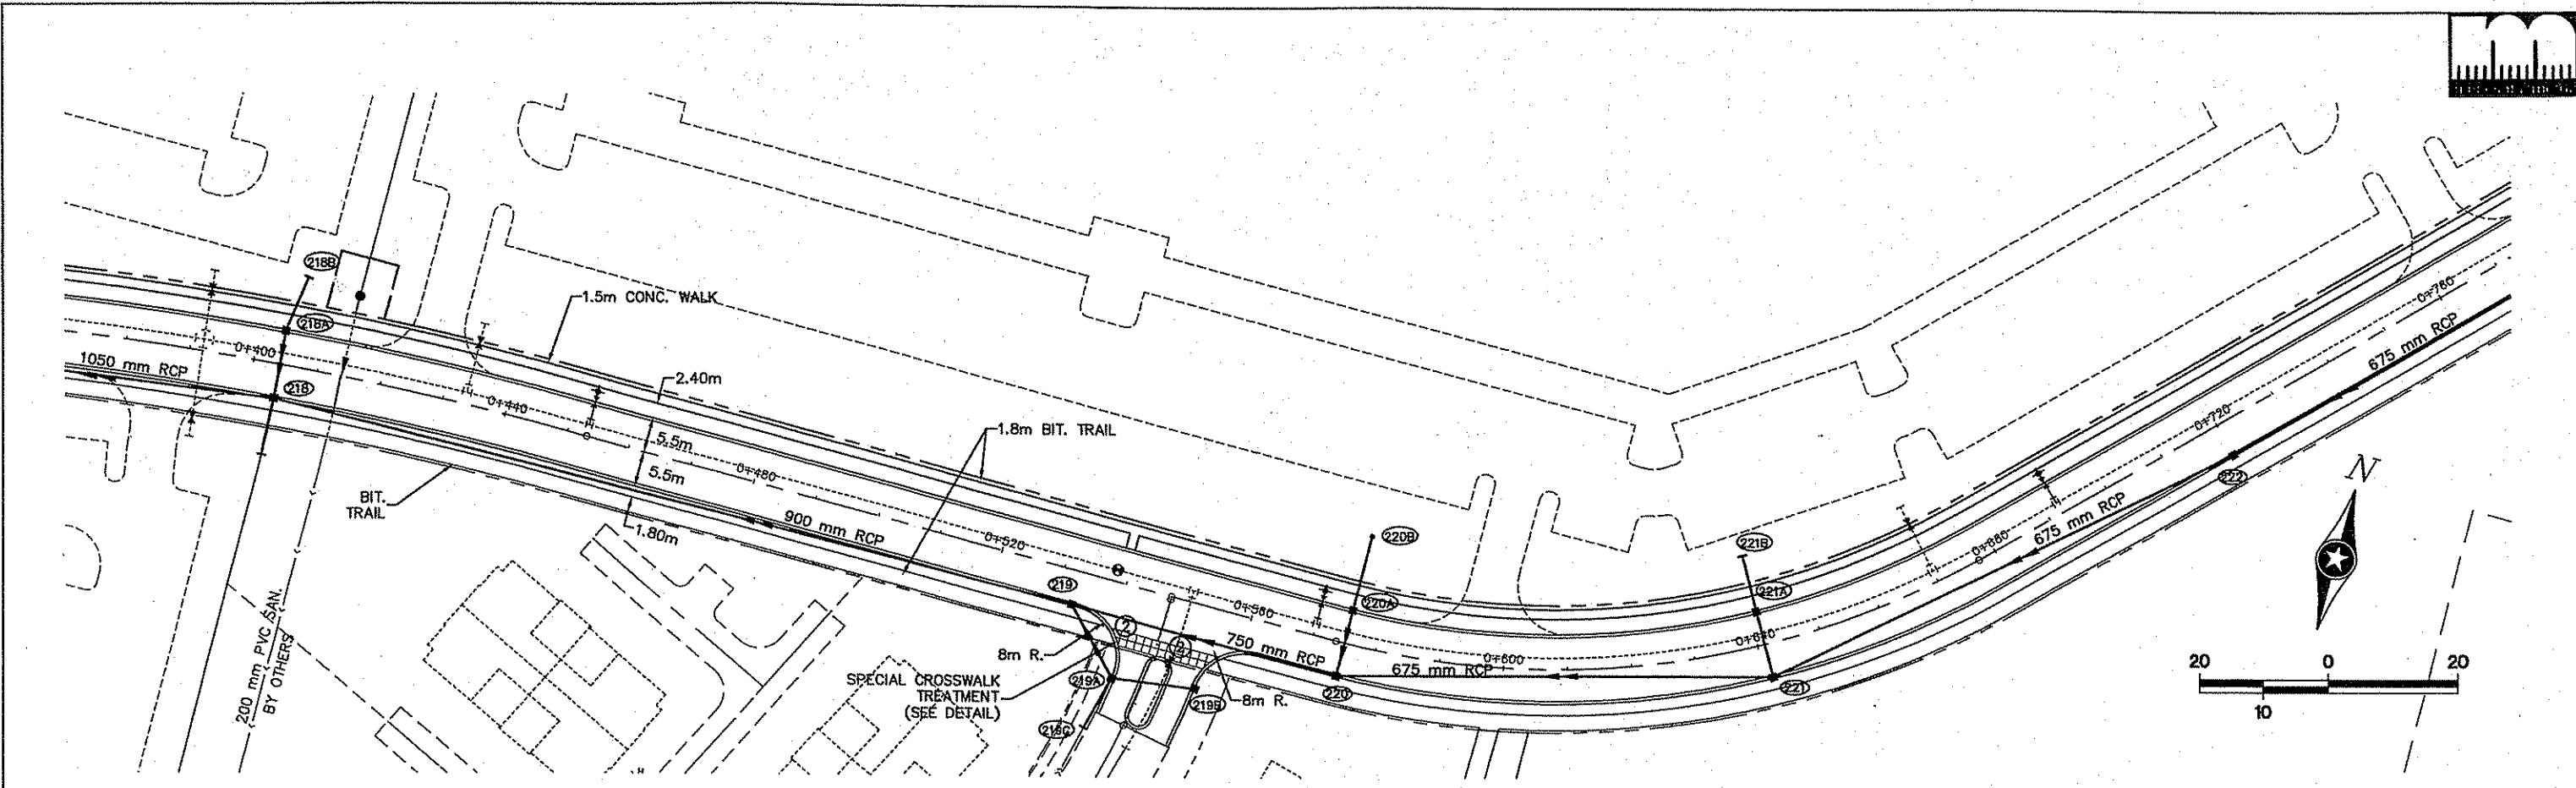 218B
1.5m CONC. WALK
218A
0+400
1050 mm RCP
218
2.40m
0+440
5.5m
5.5m
1.8m BIT. TRAIL
0+480
BIT.
TRAIL
1.80m
900 mm RCP
0+520
200 mm PVC SAN.
BY OTHERS
219
2
2
8m R.
SPECIAL CROSSWALK
TREATMENT
(SEE DETAIL)
219A
219B
219C
8m R.
0+560
750 mm RCP
220B
220A
220
675 mm RCP
0+600
221B
221A
0+640
221
675 mm RCP
0+680
222
0+720
675 mm RCP
0+760
N
20 0 20
10